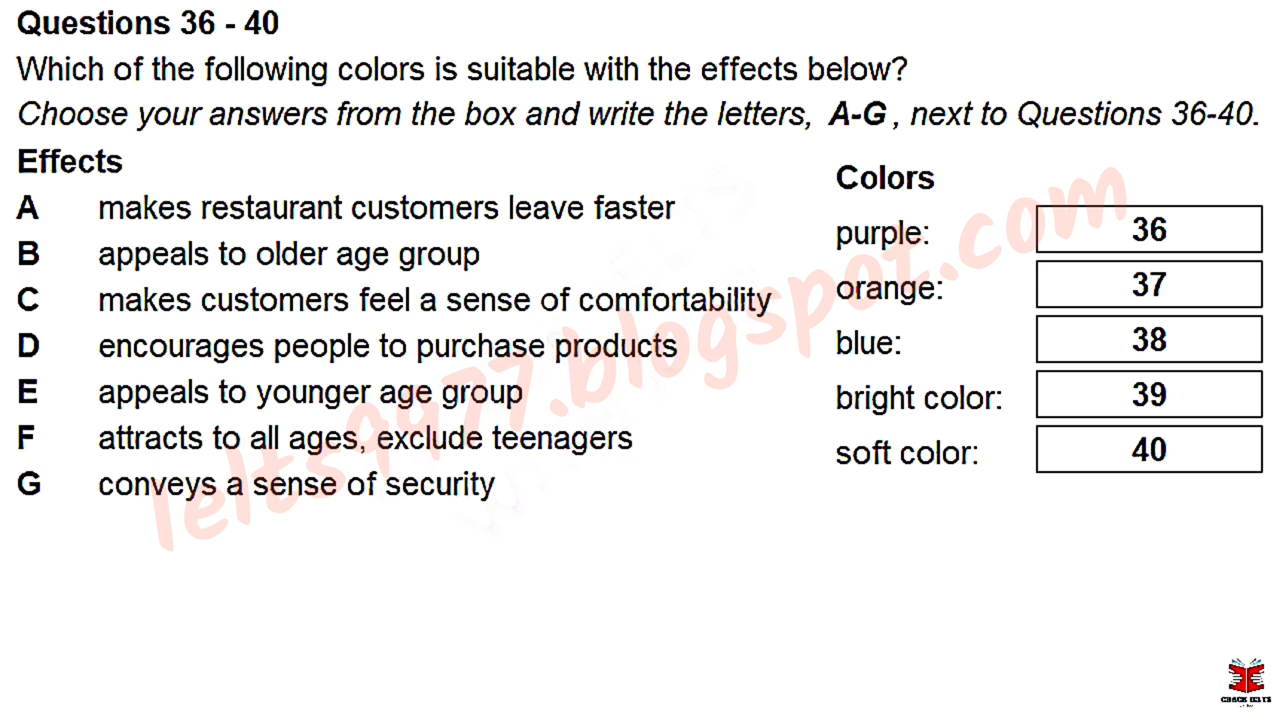 Questions 36 - 40
Which of the following colors is suitable with the effects below?
Choose your answers from the box and write the letters, A-G , next to Questions 36-40.
Effects
A makes restaurant customers leave faster
B appeals to older age group
C makes customers feel a sense of comfortability
D encourages people to purchase products
E appeals to younger age group
F attracts to all ages, exclude teenagers
G conveys a sense of security
Colors
purple: 36
orange: 37
blue: 38
bright color: 39
soft color: 40
Ielts9977.blogspot.com